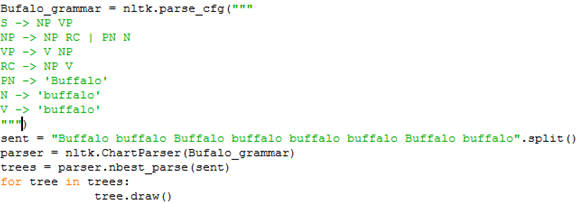 Bufalo_grammar = nltk.parse_cfg("""
S -> NP VP
NP -> NP RC | PN N
VP -> V NP
RC -> NP V
PN -> 'Buffalo'
N -> 'buffalo'
V -> 'buffalo'
""")
sent = "Buffalo buffalo Buffalo buffalo buffalo buffalo Buffalo buffalo".split()
parser = nltk.ChartParser(Bufalo_grammar)
trees = parser.nbest_parse(sent)
for tree in trees:
        tree.draw()